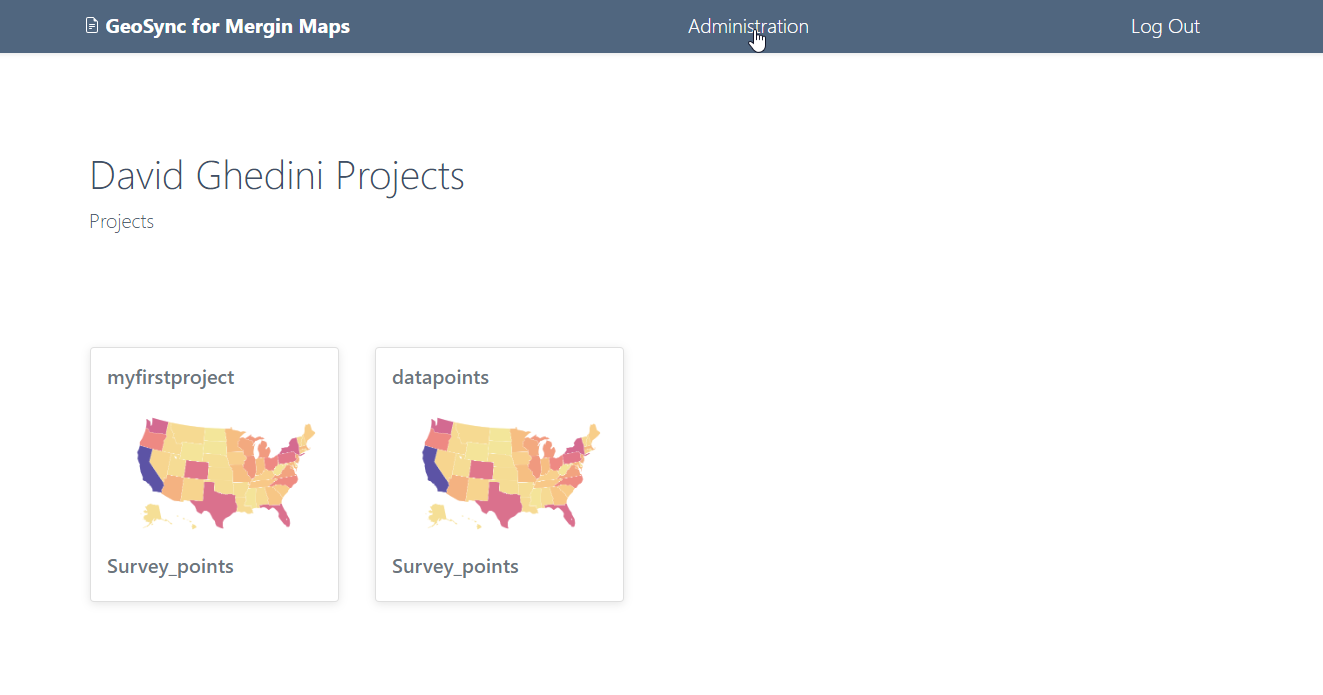 GeoSync for Mergin Maps
Administration
Log Out
David Ghedini Projects
Projects
myfirstproject
datapoints
Survey_points
Survey_points